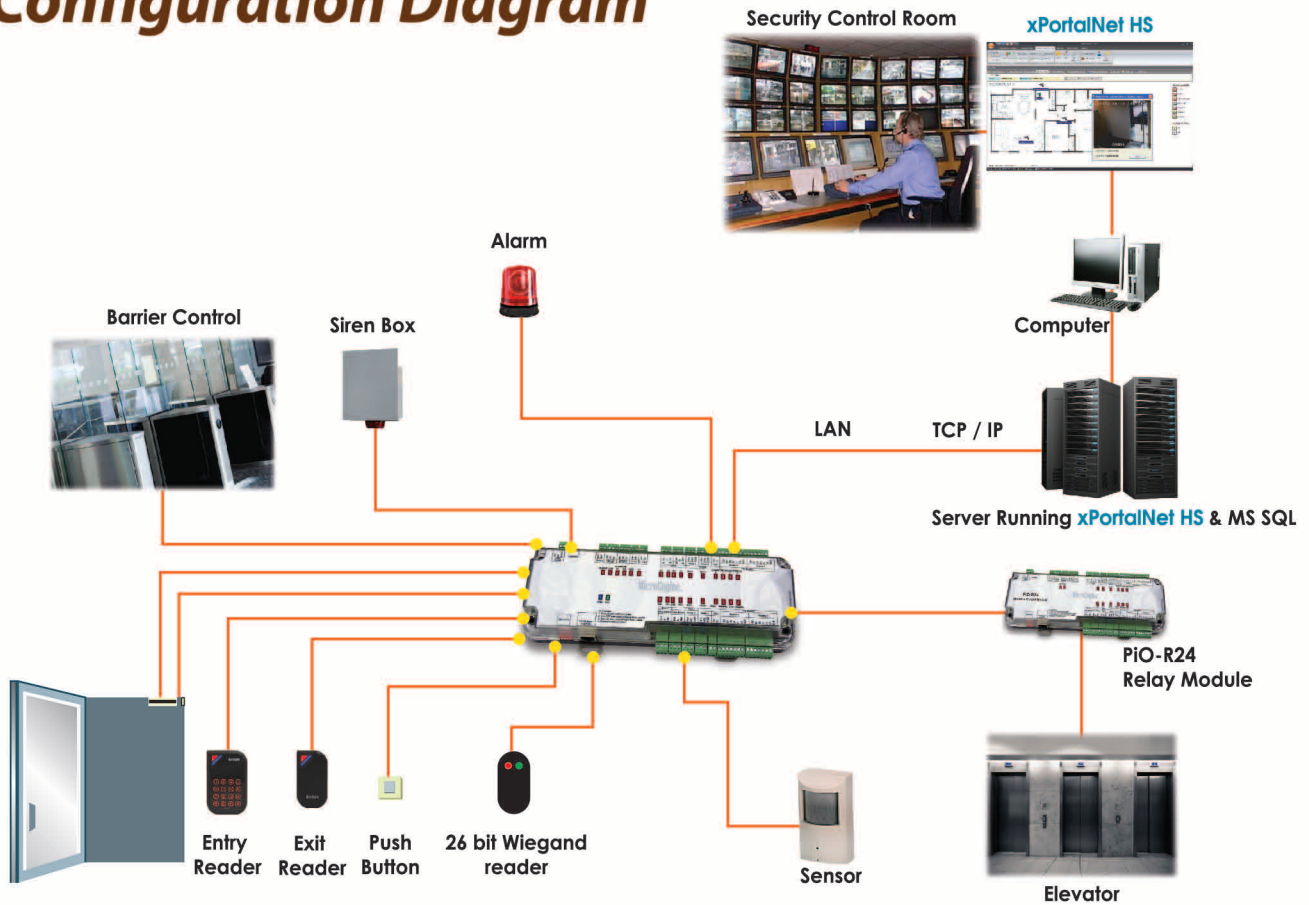 Configuration Diagram
Security Control Room
xPortalNet HS
Alarm
Barrier Control
Siren Box
Computer
LAN
TCP / IP
Server Running xPortalNet HS & MS SQL
MicroEngine
PiO-R24
Relay Module
Entry
Reader
Exit
Reader
Push
Button
26 bit Wiegand
reader
Sensor
Elevator